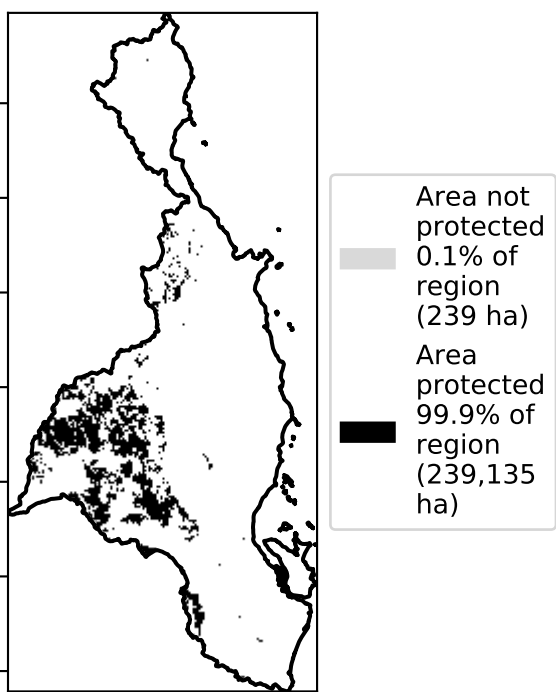 Area not
protected
0.1% of
region
(239 ha)
Area
protected
99.9% of
region
(239,135
ha)